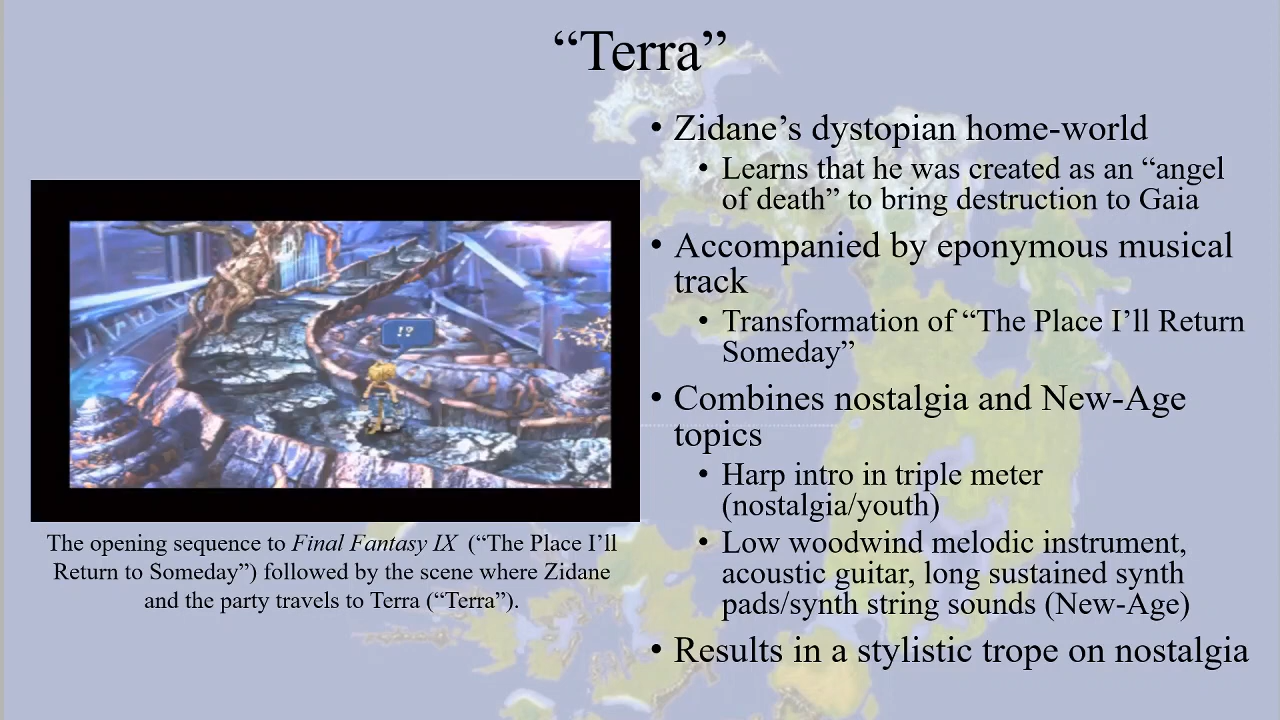 “Terra”
• Zidane’s dystopian home-world
• Learns that he was created as an “angel
of death” to bring destruction to Gaia
• Accompanied by eponymous musical
track
• Transformation of “The Place I’ll Return
Someday”
• Combines nostalgia and New-Age
topics
• Harp intro in triple meter
(nostalgia/youth)
• Low woodwind melodic instrument,
acoustic guitar, long sustained synth
pads/synth string sounds (New-Age)
• Results in a stylistic trope on nostalgia
!?
The opening sequence to Final Fantasy IX (“The Place I’ll
Return to Someday”) followed by the scene where Zidane
and the party travels to Terra (“Terra”).